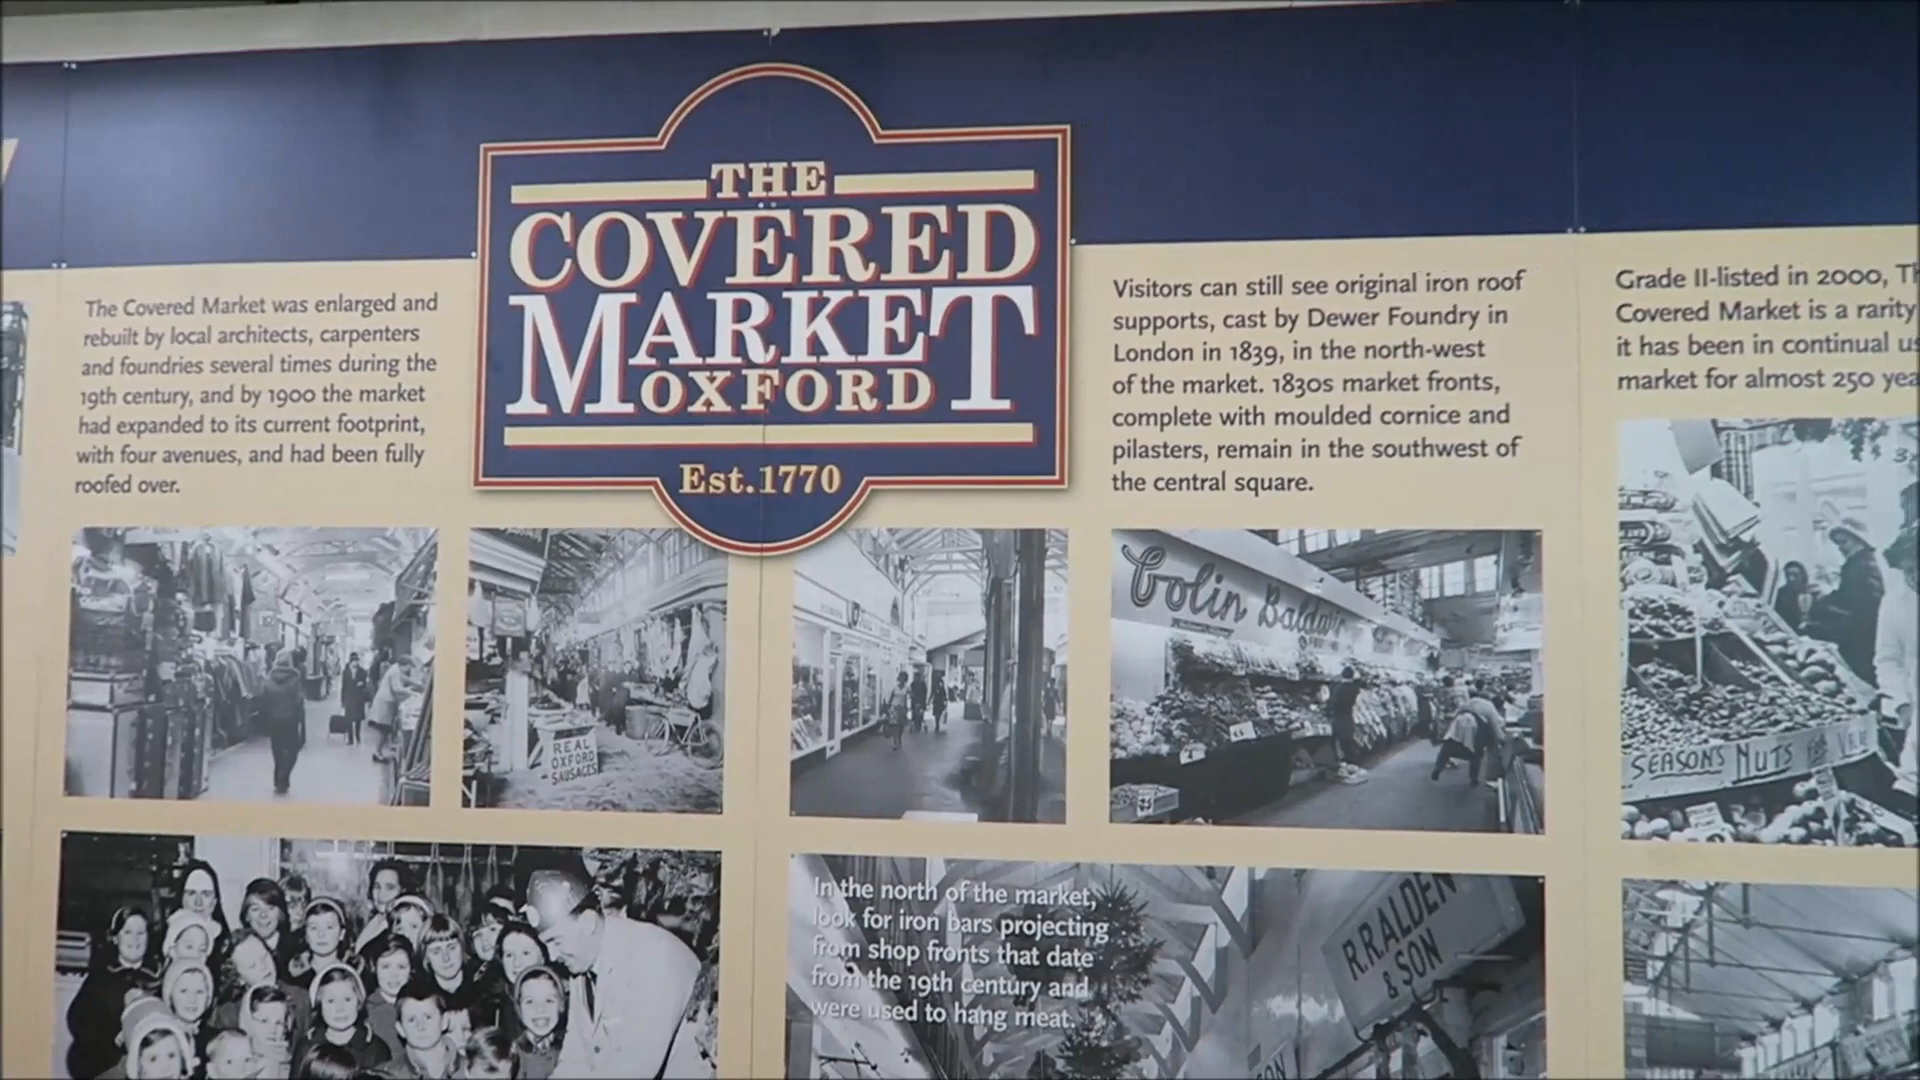 The Covered Market was enlarged and
rebuilt by local architects, carpenters
and foundries several times during the
19th century, and by 1900 the market
had expanded to its current footprint,
with four avenues, and had been fully
roofed over.
THE
COVERED
MARKET
OXFORD
Est.1770
Visitors can still see original iron roof
supports, cast by Dewer Foundry in
London in 1839, in the north-west
of the market. 1830s market fronts,
complete with moulded cornice and
pilasters, remain in the southwest of
the central square.
Grade II-listed in 2000,
Covered Market is a rarity
it has been in continual
market for almost 250
REAL
OXFORD
SAUSAGES
Colin
SEASON'S NUTS
In the north of the market,
look for iron bars projecting
from shop fronts that date
from the 19th century and
were used to hang meat.
R.R.ALDEN
& SON